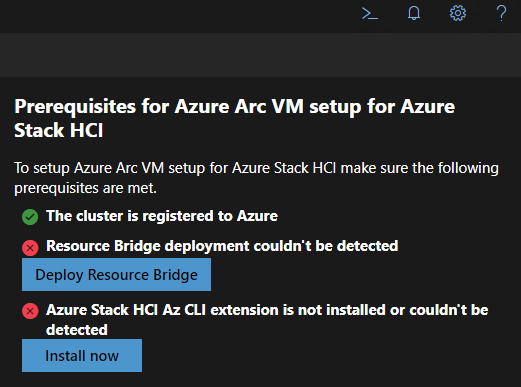 Prerequisites for Azure Arc VM setup for Azure
Stack HCI
To setup Azure Arc VM setup for Azure Stack HCI make sure the following
prerequisites are met.
The cluster is registered to Azure
Resource Bridge deployment couldn't be detected
Deploy Resource Bridge
Azure Stack HCI Az CLI extension is not installed or couldn't be
detected
Install now